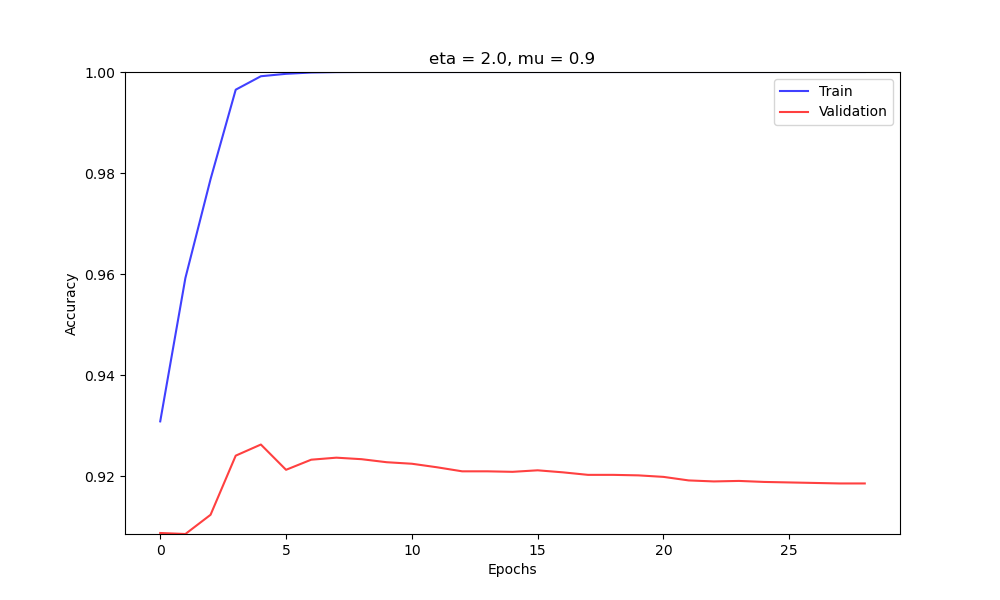 eta = 2.0, mu = 0.9
1.00
0.98
0.96
0.94
0.92
Accuracy
Train
Validation
0 5 10 15 20 25
Epochs